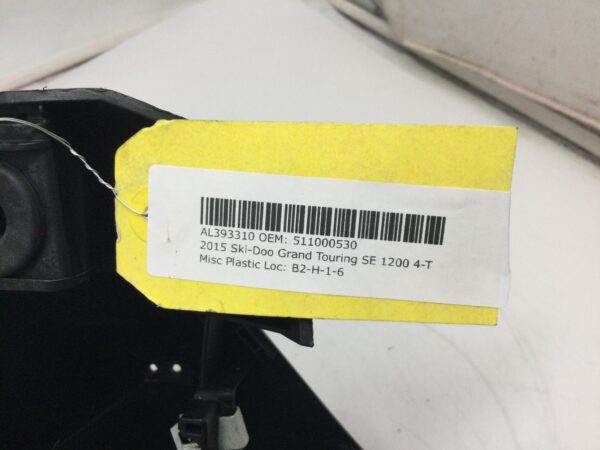 AL393310 OEM: 511000530
2015 Ski-Doo Grand Touring SE 1200 4-T
Misc Plastic Loc: B2-H-1-6